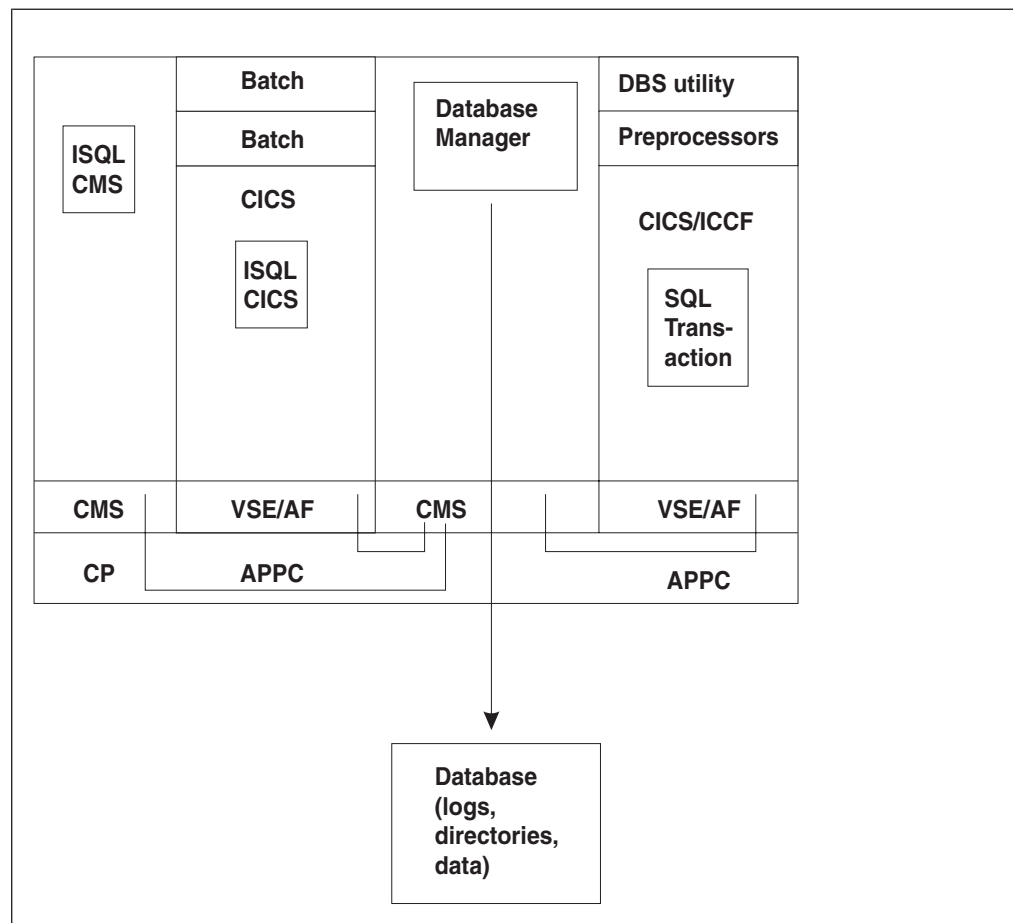 Batch
Batch
ISQL
CMS
CICS
ISQL
CICS
Database
Manager
DBS utility
Preprocessors
CICS/ICCF
SQL
Trans-
action
CMS
VSE/AF
CMS
VSE/AF
CP
APPC
APPC
Database
(logs,
directories,
data)